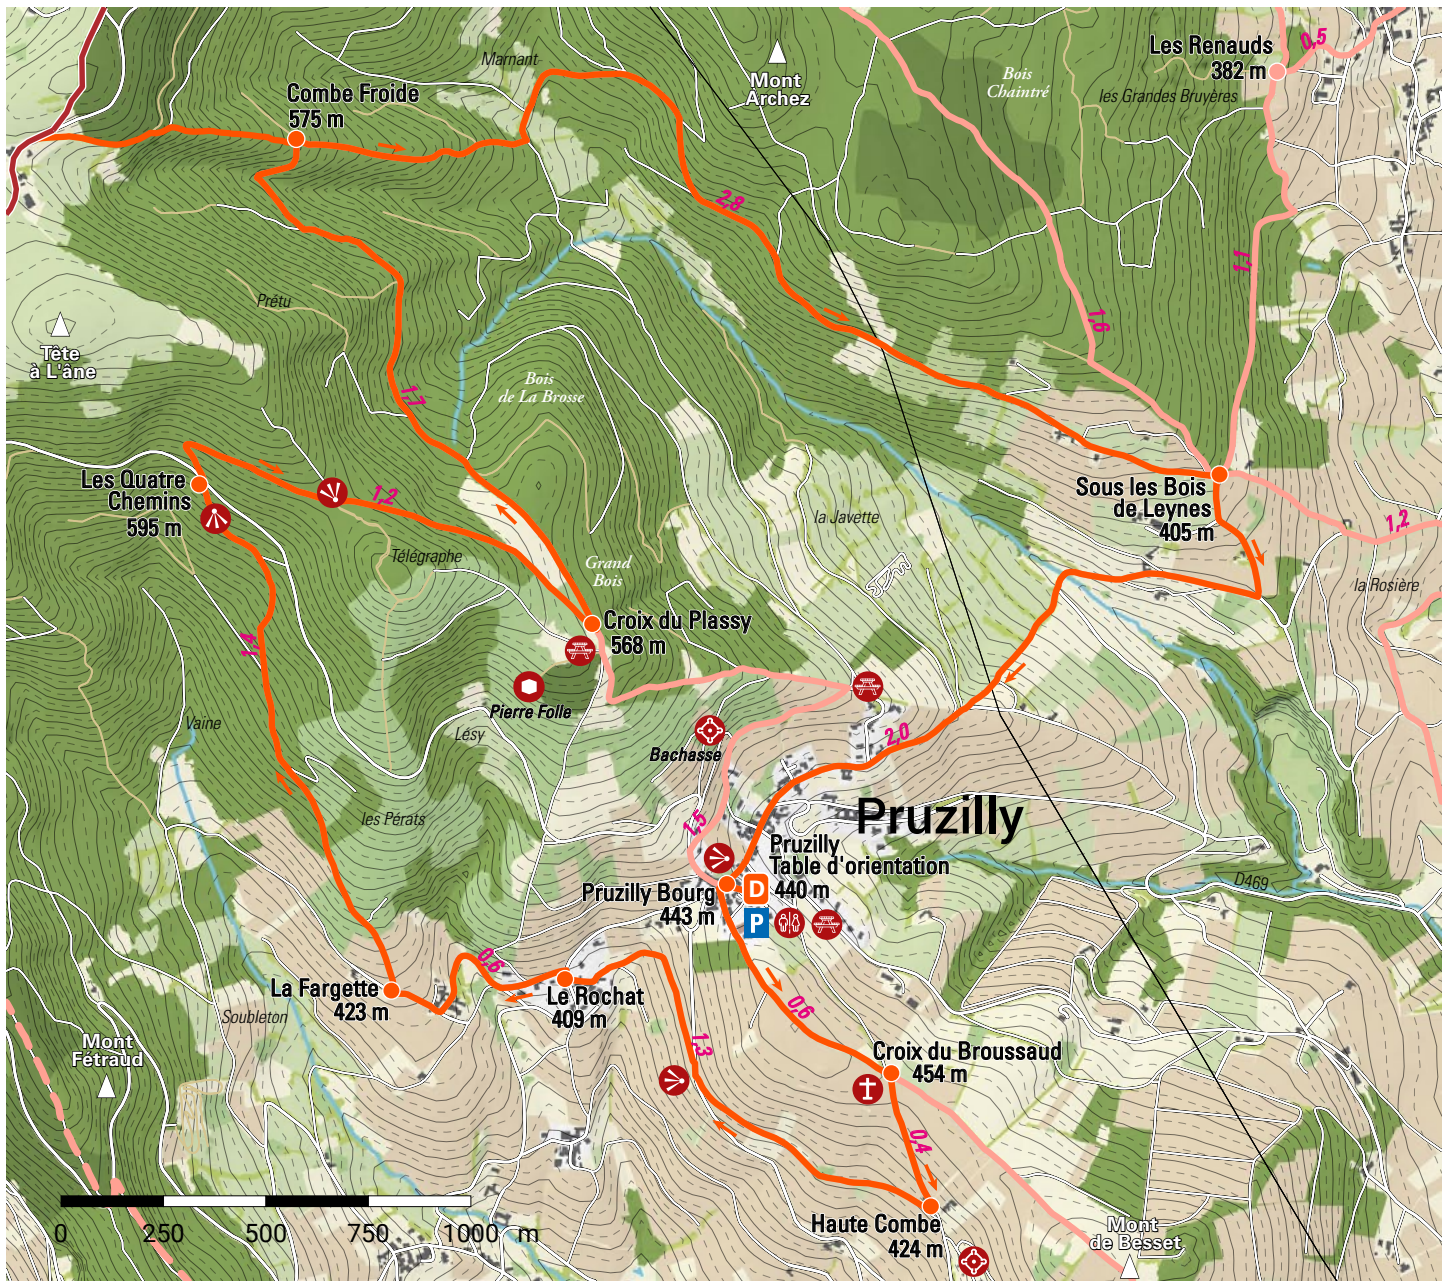 Marnant
Mont
Archez
Bois
Chaintré
Les Renauds
382 m
0,5
les Grandes Bruyères
Combe Froide
575 m
2,8
1,1
1,6
Prétu
Tête
à L'âne
1,7
Bois
de La Brosse
Les Quatre
Chemins
595 m
1,2
Sous les Bois
de Leynes
405 m
1,2
la Javette
Télégraphe
Grand
Bois
la Rosière
Croix du Plassy
568 m
1,4
Pierre Folle
Vaine
Lésy
Bachasse
2,0
les Pérats
1,5
Pruzilly
Pruzilly
Table d'orientation
440 m
D
P
Pruzilly Bourg
443 m
D469
0,6
La Fargette
423 m
Le Rochat
409 m
0,6
Soubleton
Mont
Fétraud
1,3
Croix du Broussaud
454 m
0,4
Haute Combe
424 m
Mont
de Besset
0 250 500 750 1000 m